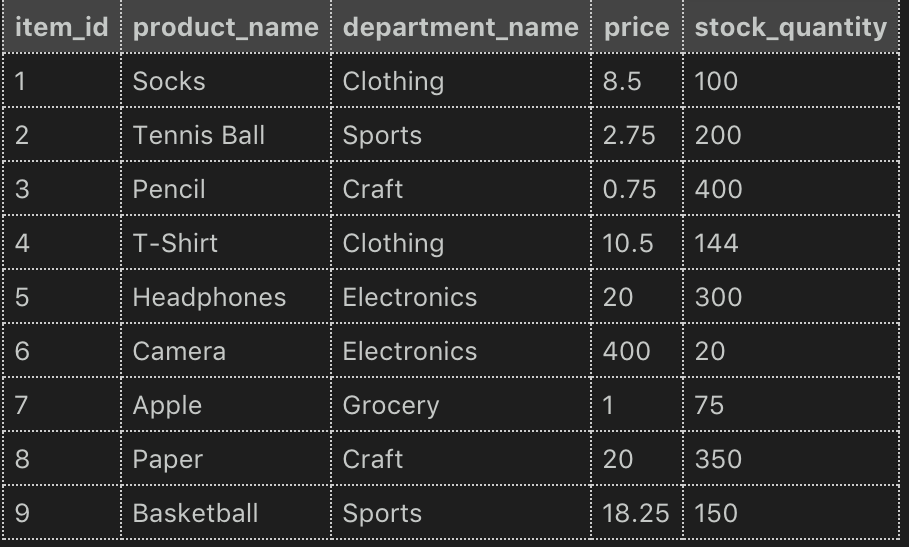 item_id product_name department_name price stock_quantity
1 Socks Clothing 8.5 100
2 Tennis Ball Sports 2.75 200
3 Pencil Craft 0.75 400
4 T-Shirt Clothing 10.5 144
5 Headphones Electronics 20 300
6 Camera Electronics 400 20
7 Apple Grocery 1 75
8 Paper Craft 20 350
9 Basketball Sports 18.25 150